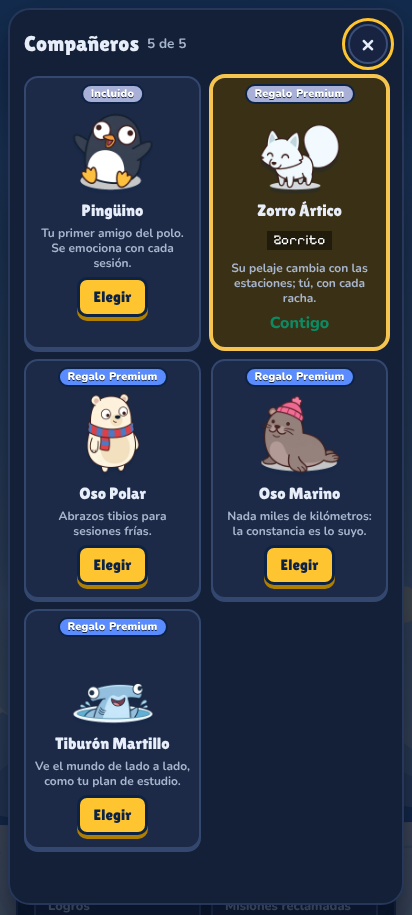 Compañeros 5 de 5
Incluido
Pingüino
Tu primer amigo del polo.
Se emociona con cada
sesión.
Elegir
Regalo Premium
Zorro Ártico
Zorrito
Su pelaje cambia con las
estaciones; tú, con cada
racha.
Contigo
Regalo Premium
Oso Polar
Abrazos tibios para
sesiones frías.
Elegir
Regalo Premium
Oso Marino
Nada miles de kilómetros:
la constancia es lo suyo.
Elegir
Regalo Premium
Tiburón Martillo
Ve el mundo de lado a lado,
como tu plan de estudio.
Elegir
Logros
Misiones reclamadas